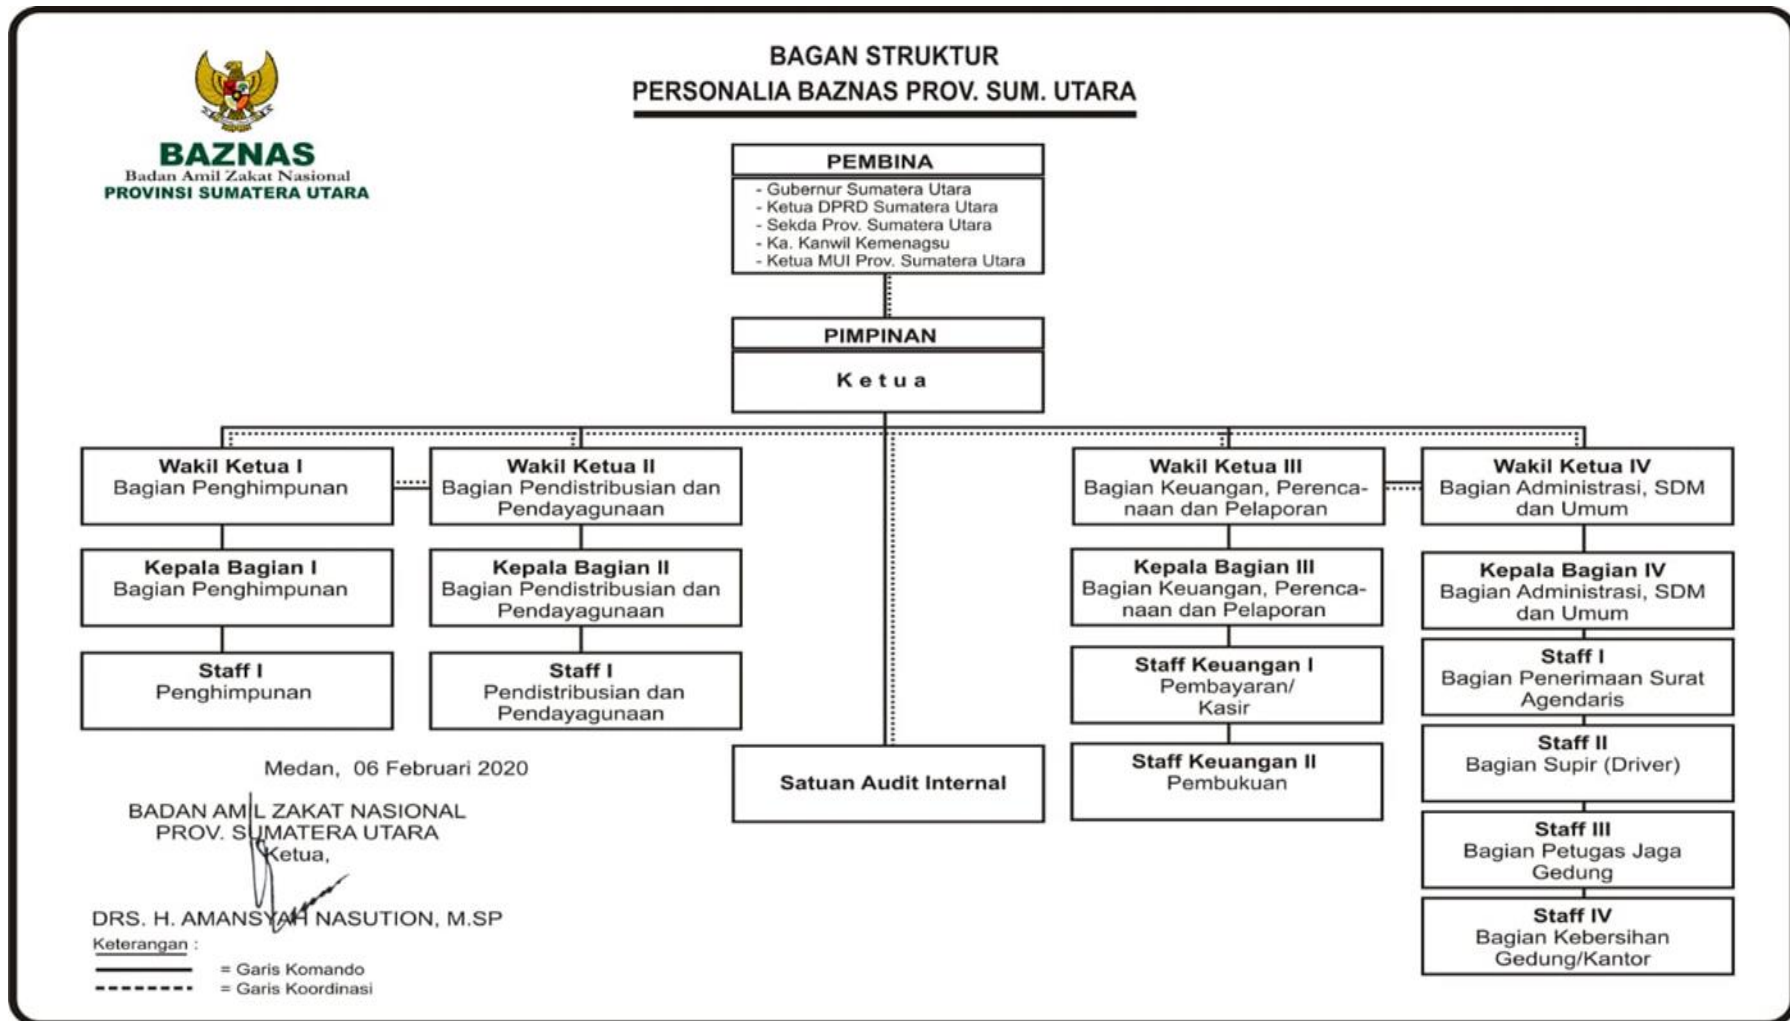 BAGAN STRUKTUR
PERSONALIA BAZNAS PROV. SUM. UTARA
BAZNAS
Badan Amil Zakat Nasional
PROVINSI SUMATERA UTARA
PEMBINA
- Gubernur Sumatera Utara
- Ketua DPRD Sumatera Utara
- Sekda Prov. Sumatera Utara
- Ka. Kanwil Kemenagsu
- Ketua MUI Prov. Sumatera Utara
PIMPINAN
K e t u a
Wakil Ketua I
Bagian Penghimpunan
Wakil Ketua II
Bagian Pendistribusian dan
Pendayagunaan
Wakil Ketua III
Bagian Keuangan, Perenca-
naan dan Pelaporan
Wakil Ketua IV
Bagian Administrasi, SDM
dan Umum
Kepala Bagian I
Bagian Penghimpunan
Kepala Bagian II
Bagian Pendistribusian dan
Pendayagunaan
Kepala Bagian III
Bagian Keuangan, Perenca-
naan dan Pelaporan
Kepala Bagian IV
Bagian Administrasi, SDM
dan Umum
Staff I
Penghimpunan
Staff I
Pendistribusian dan
Pendayagunaan
Staff Keuangan I
Pembayaran/
Kasir
Staff I
Bagian Penerimaan Surat
Agendaris
Satuan Audit Internal
Staff Keuangan II
Pembukuan
Staff II
Bagian Supir (Driver)
Staff III
Bagian Petugas Jaga
Gedung
Staff IV
Bagian Kebersihan
Gedung/Kantor
Medan, 06 Februari 2020
BADAN AMIL ZAKAT NASIONAL
PROV. SUMATERA UTARA
Ketua,
DRS. H. AMANSYAH NASUTION, M.SP
Keterangan :
= Garis Komando
= Garis Koordinasi